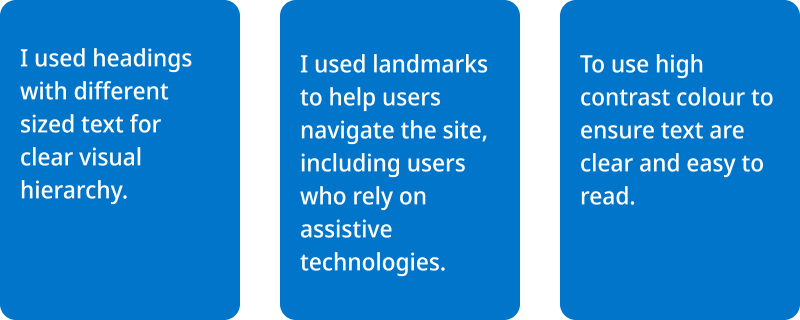 I used headings
with different
sized text for
clear visual
hierarchy.
I used landmarks
to help users
navigate the site,
including users
who rely on
assistive
technologies.
To use high
contrast colour to
ensure text are
clear and easy to
read.